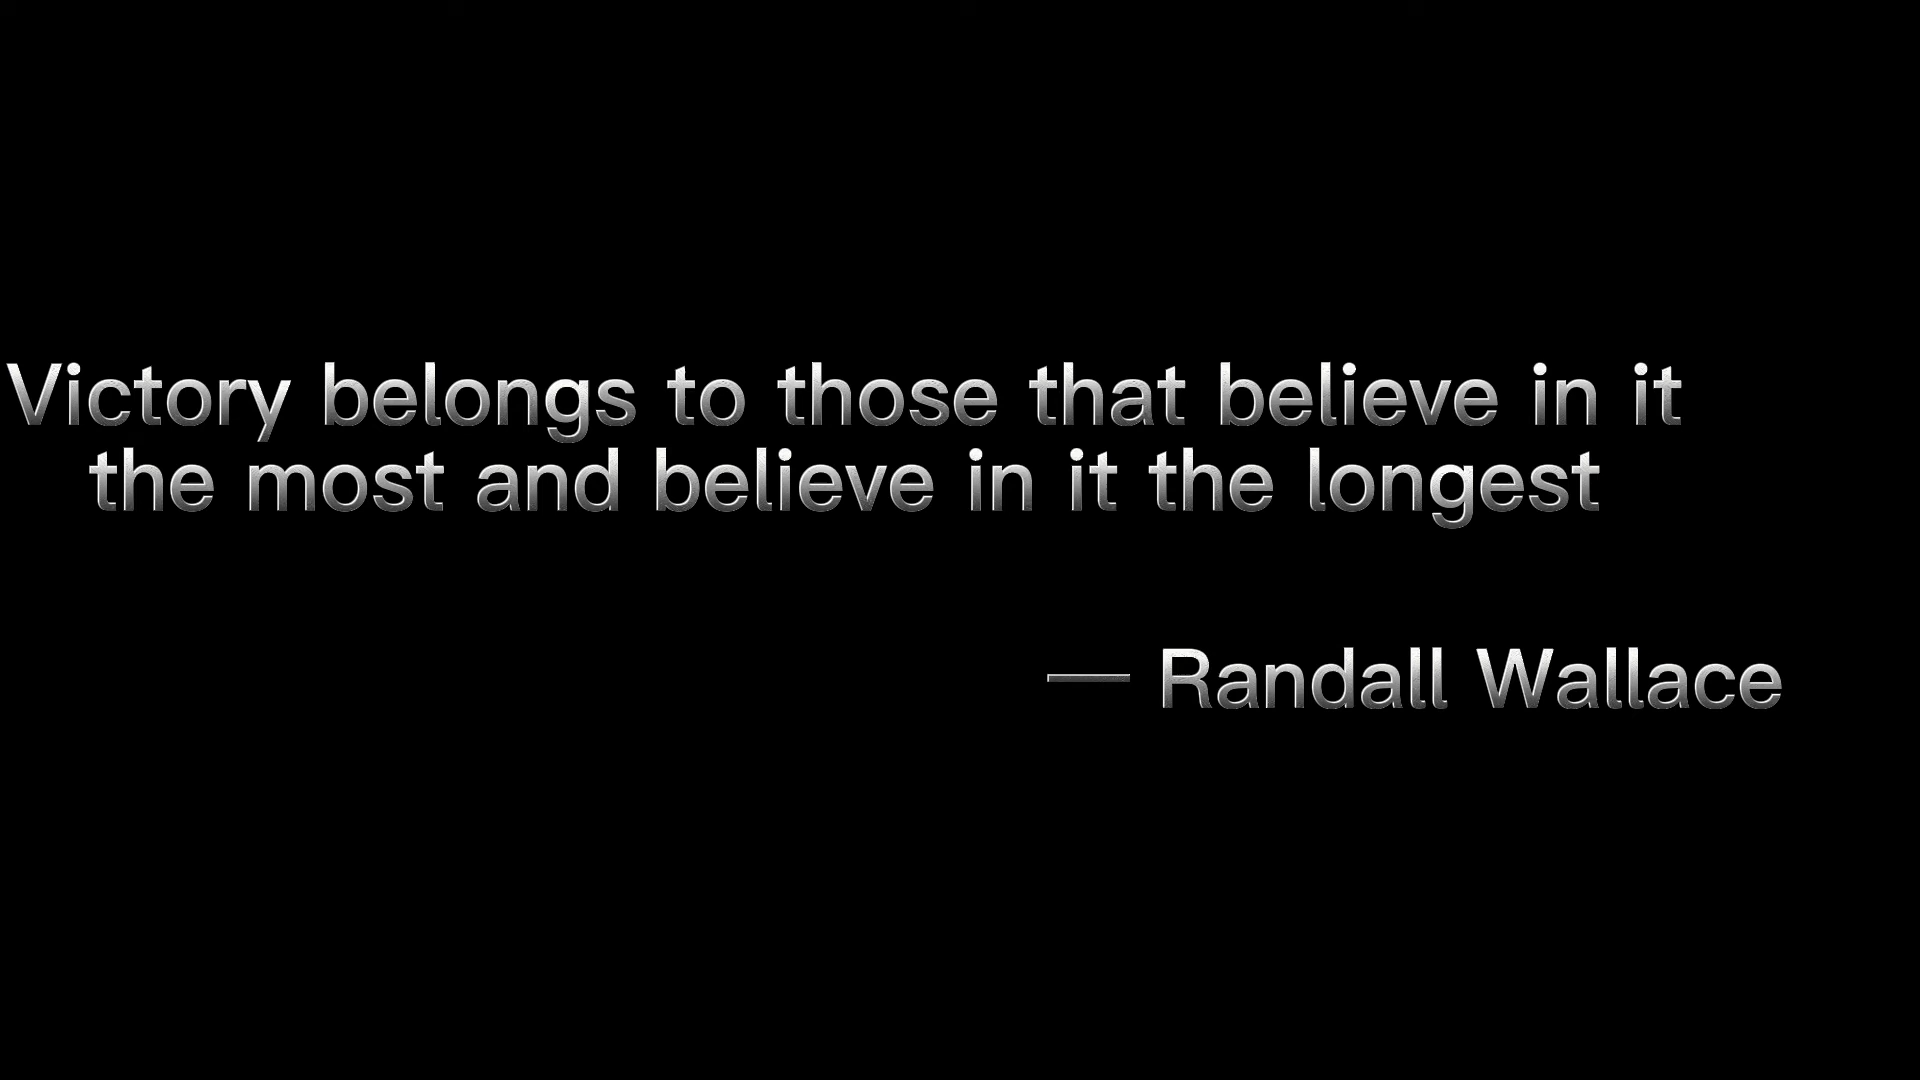 Victory belongs to those that believe in it
the most and believe in it the longest
— Randall Wallace